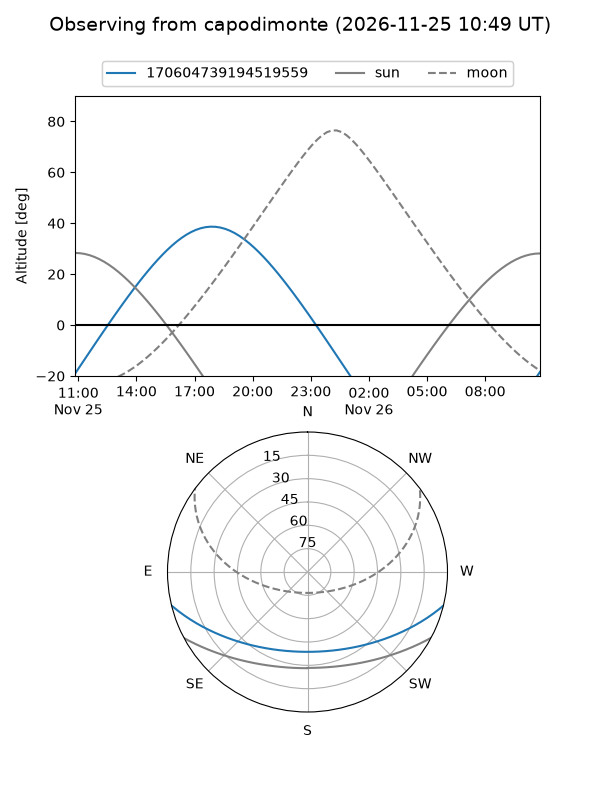 Observing from capodimonte (2026-11-25 10:49 UT)
170604739194519559 sun moon
Altitude [deg]
80
60
40
20
0
−20
11:00 14:00 17:00 20:00 23:00 02:00 05:00 08:00
Nov 25 Nov 26
N
NE NW
15
30
45
60
75
E W
SE SW
S